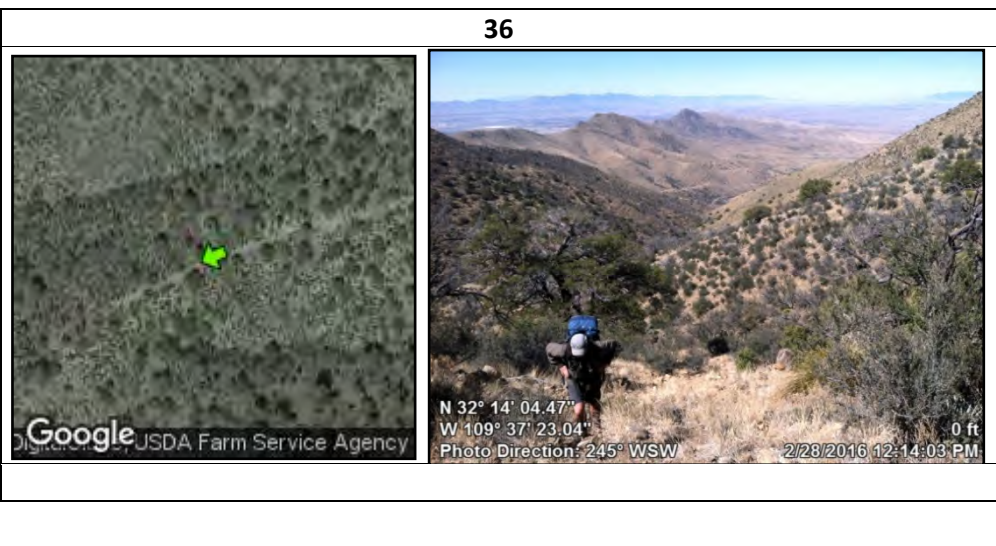 36
Google
USDA Farm Service Agency
N 32° 14' 04.47"
W 109° 37' 23.04"
Photo Direction: 245° WSW
0 ft
2/28/2016 12:14:03 PM